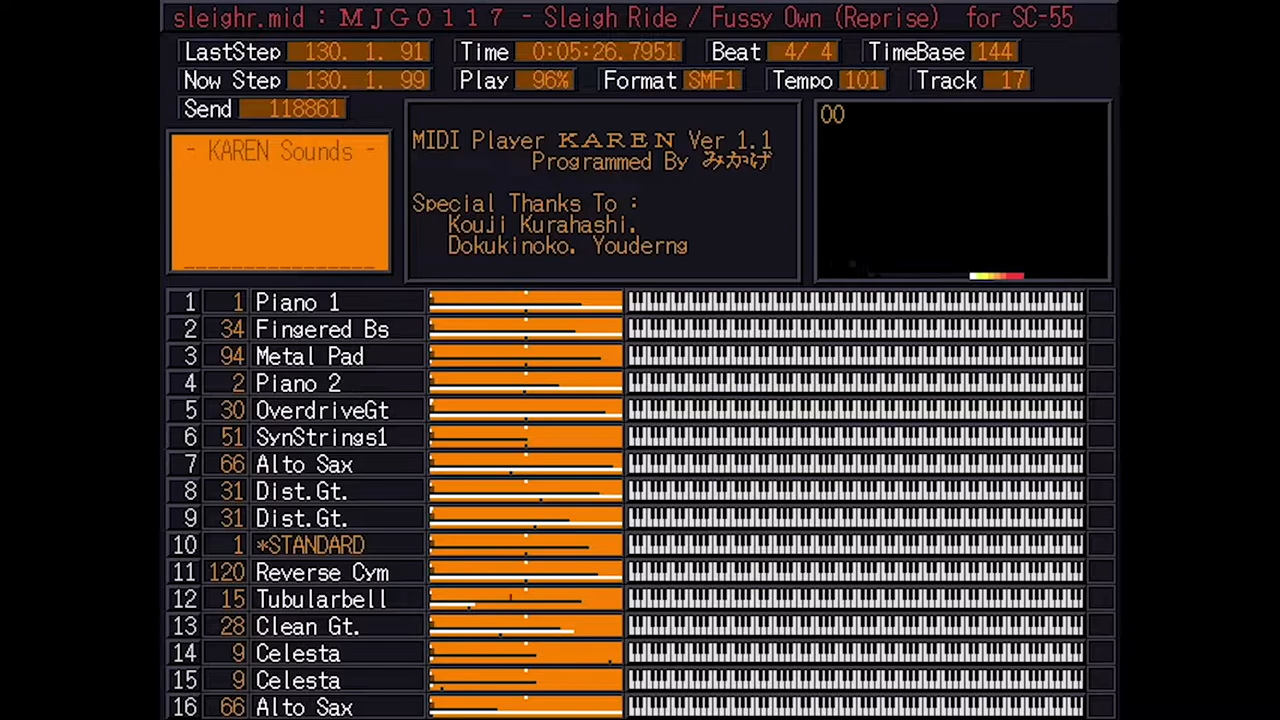 sleighr.mid : MJG0117 - Sleigh Ride / Fussy Own (Reprise)  for SC-55
LastStep 130. 1. 91 Time 0:05:26.7951 Beat 4/ 4 TimeBase 144
Now Step 130. 1. 99 Play 96% Format SMF1 Tempo 101 Track 17
Send 118861
- KAREN Sounds -
MIDI Player KAREN Ver 1.1
Programmed By みかげ
Special Thanks To :
Kouji Kurahashi.
Dokukinoko. Youderng
00
1 1 Piano 1
2 34 Fingered Bs
3 94 Metal Pad
4 2 Piano 2
5 30 OverdriveGt
6 51 SynStrings1
7 66 Alto Sax
8 31 Dist.Gt.
9 31 Dist.Gt.
10 1 *STANDARD
11 120 Reverse Cym
12 15 Tubularbell
13 28 Clean Gt.
14 9 Celesta
15 9 Celesta
16 66 Alto Sax